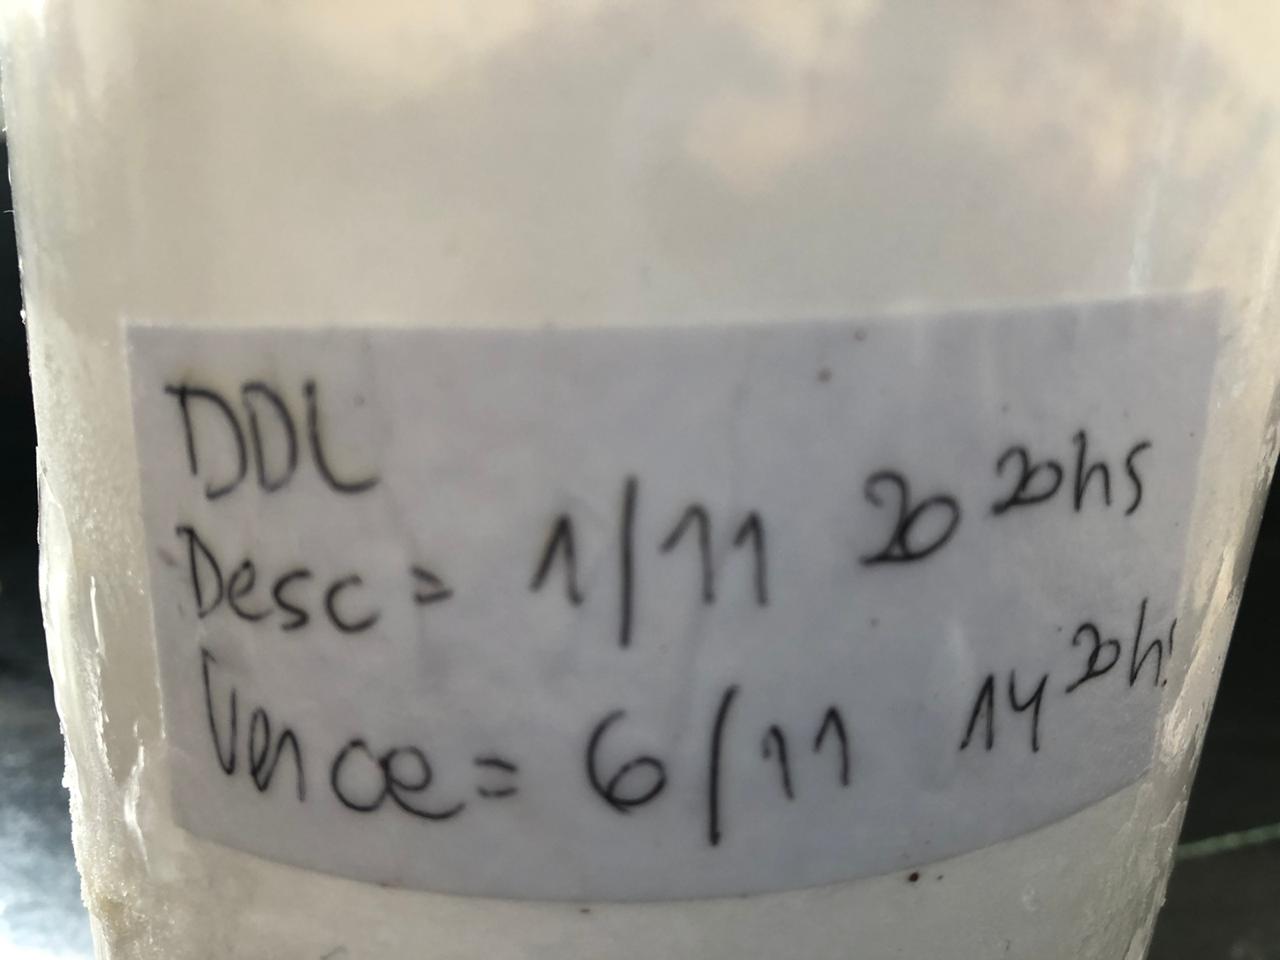 DDL
Desc = 1/11 20 20hs
Vence = 6/11 14 20hs